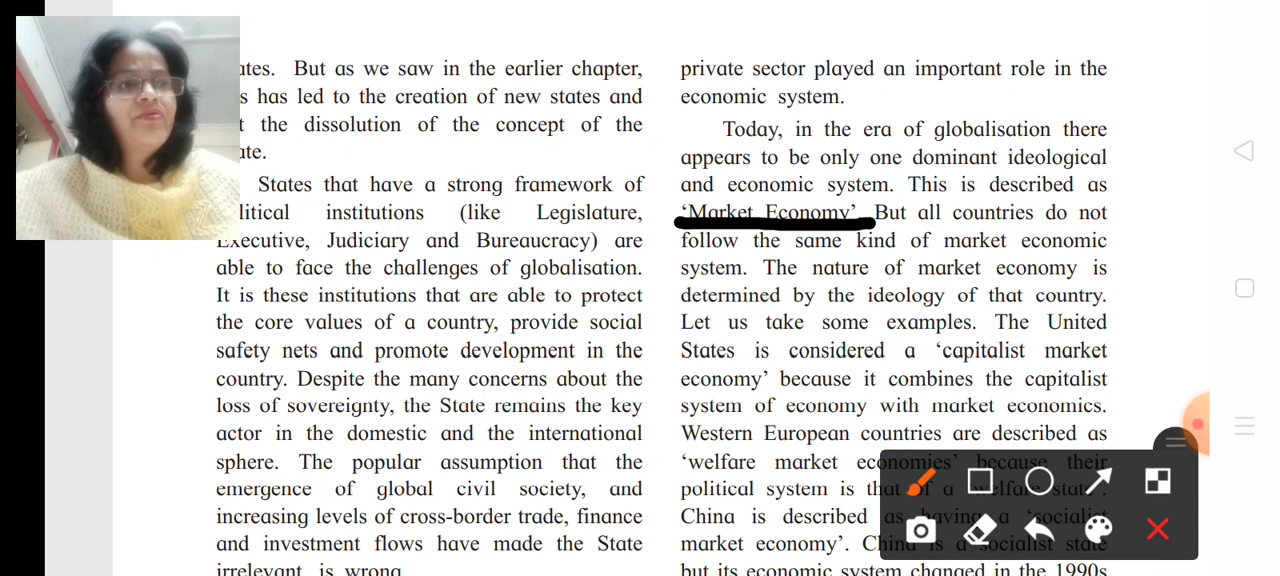 ates. But as we saw in the earlier chapter,
s has led to the creation of new states and
t the dissolution of the concept of the
ate.
States that have a strong framework of
litical institutions (like Legislature,
Executive, Judiciary and Bureaucracy) are
able to face the challenges of globalisation.
It is these institutions that are able to protect
the core values of a country, provide social
safety nets and promote development in the
country. Despite the many concerns about the
loss of sovereignty, the State remains the key
actor in the domestic and the international
sphere. The popular assumption that the
emergence of global civil society, and
increasing levels of cross-border trade, finance
and investment flows have made the State
irrelevant, is wrong.
private sector played an important role in the
economic system.
Today, in the era of globalisation there
appears to be only one dominant ideological
and economic system. This is described as
‘Market Economy’. But all countries do not
follow the same kind of market economic
system. The nature of market economy is
determined by the ideology of that country.
Let us take some examples. The United
States is considered a ‘capitalist market
economy’ because it combines the capitalist
system of economy with market economics.
Western European countries are described as
‘welfare market economies’ because their
political system is that of a ‘welfare state’.
China is described as having a ‘socialist
market economy’. China is a socialist state
but its economic system changed in the 1990s